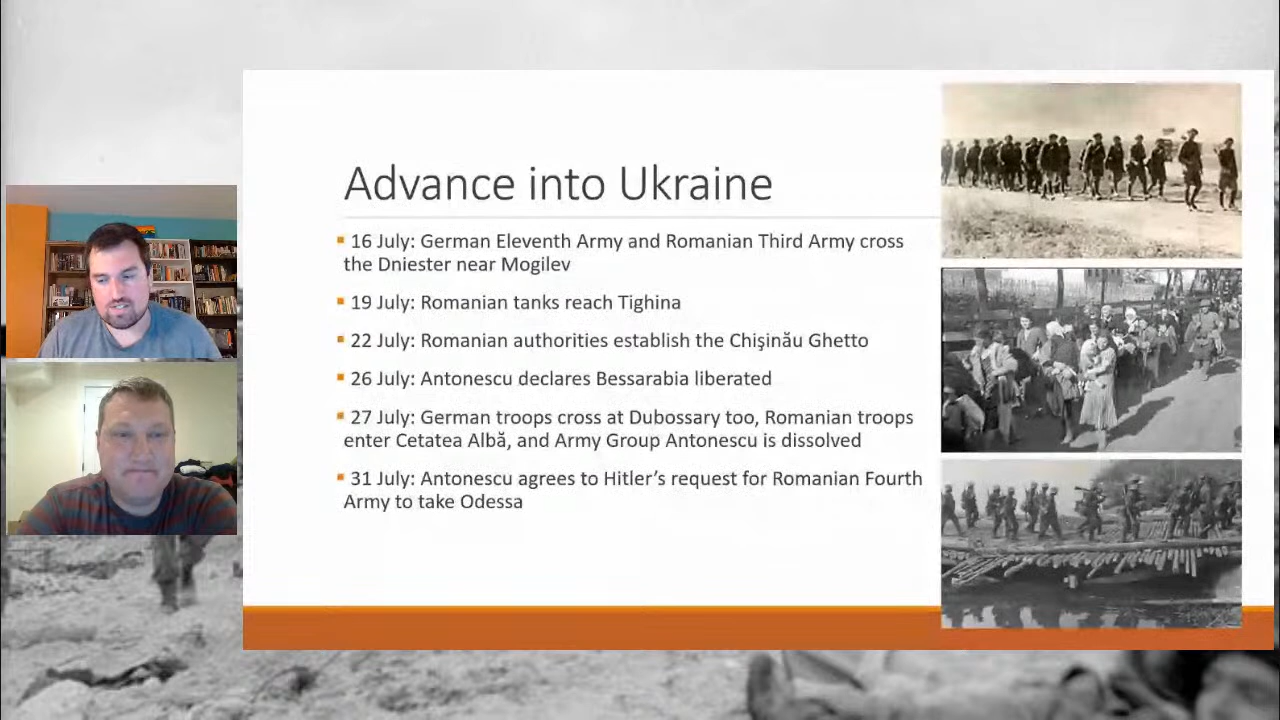 Advance into Ukraine
16 July: German Eleventh Army and Romanian Third Army cross
the Dniester near Mogilev
19 July: Romanian tanks reach Tighina
22 July: Romanian authorities establish the Chişinău Ghetto
26 July: Antonescu declares Bessarabia liberated
27 July: German troops cross at Dubossary too, Romanian troops
enter Cetatea Albă, and Army Group Antonescu is dissolved
31 July: Antonescu agrees to Hitler’s request for Romanian Fourth
Army to take Odessa